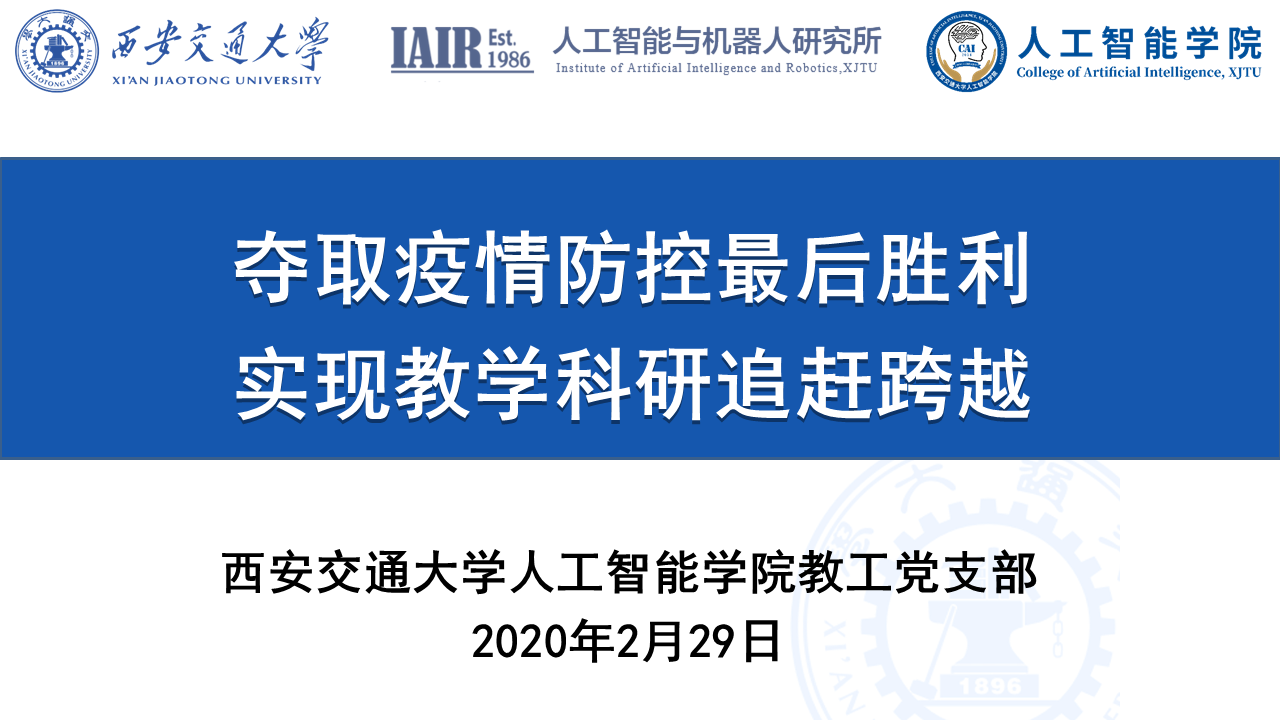 西安交通大学
XI'AN JIAOTONG UNIVERSITY
IAIR Est. 1986
人工智能与机器人研究所
Institute of Artificial Intelligence and Robotics,XJTU
CAI
人工智能学院
College of Artificial Intelligence, XJTU
夺取疫情防控最后胜利
实现教学科研追赶跨越
西安交通大学人工智能学院教工党支部
2020年2月29日
1896